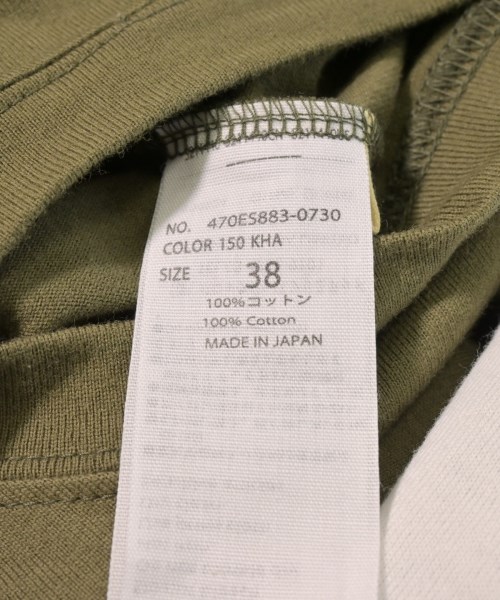 NO. 470ES883-0730
COLOR 150 KHA
SIZE 38
100%コットン
100% Cotton
MADE IN JAPAN